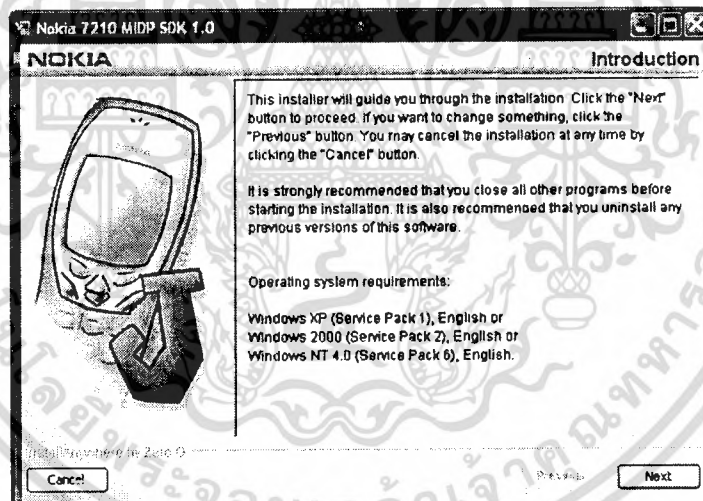 Nokia 7210 MIDP SDK 1.0
NOKIA
Introduction
This installer will guide you through the installation. Click the "Next"
button to proceed. If you want to change something, click the
"Previous" button. You may cancel the installation at any time by
clicking the "Cancel" button.
It is strongly recommended that you close all other programs before
starting the installation. It is also recommended that you uninstall any
previous versions of this software.
Operating system requirements:
Windows XP (Service Pack 1), English or
Windows 2000 (Service Pack 2), English or
Windows NT 4.0 (Service Pack 6), English.
InstallAnywhere by Zero G
Cancel
Previous
Next